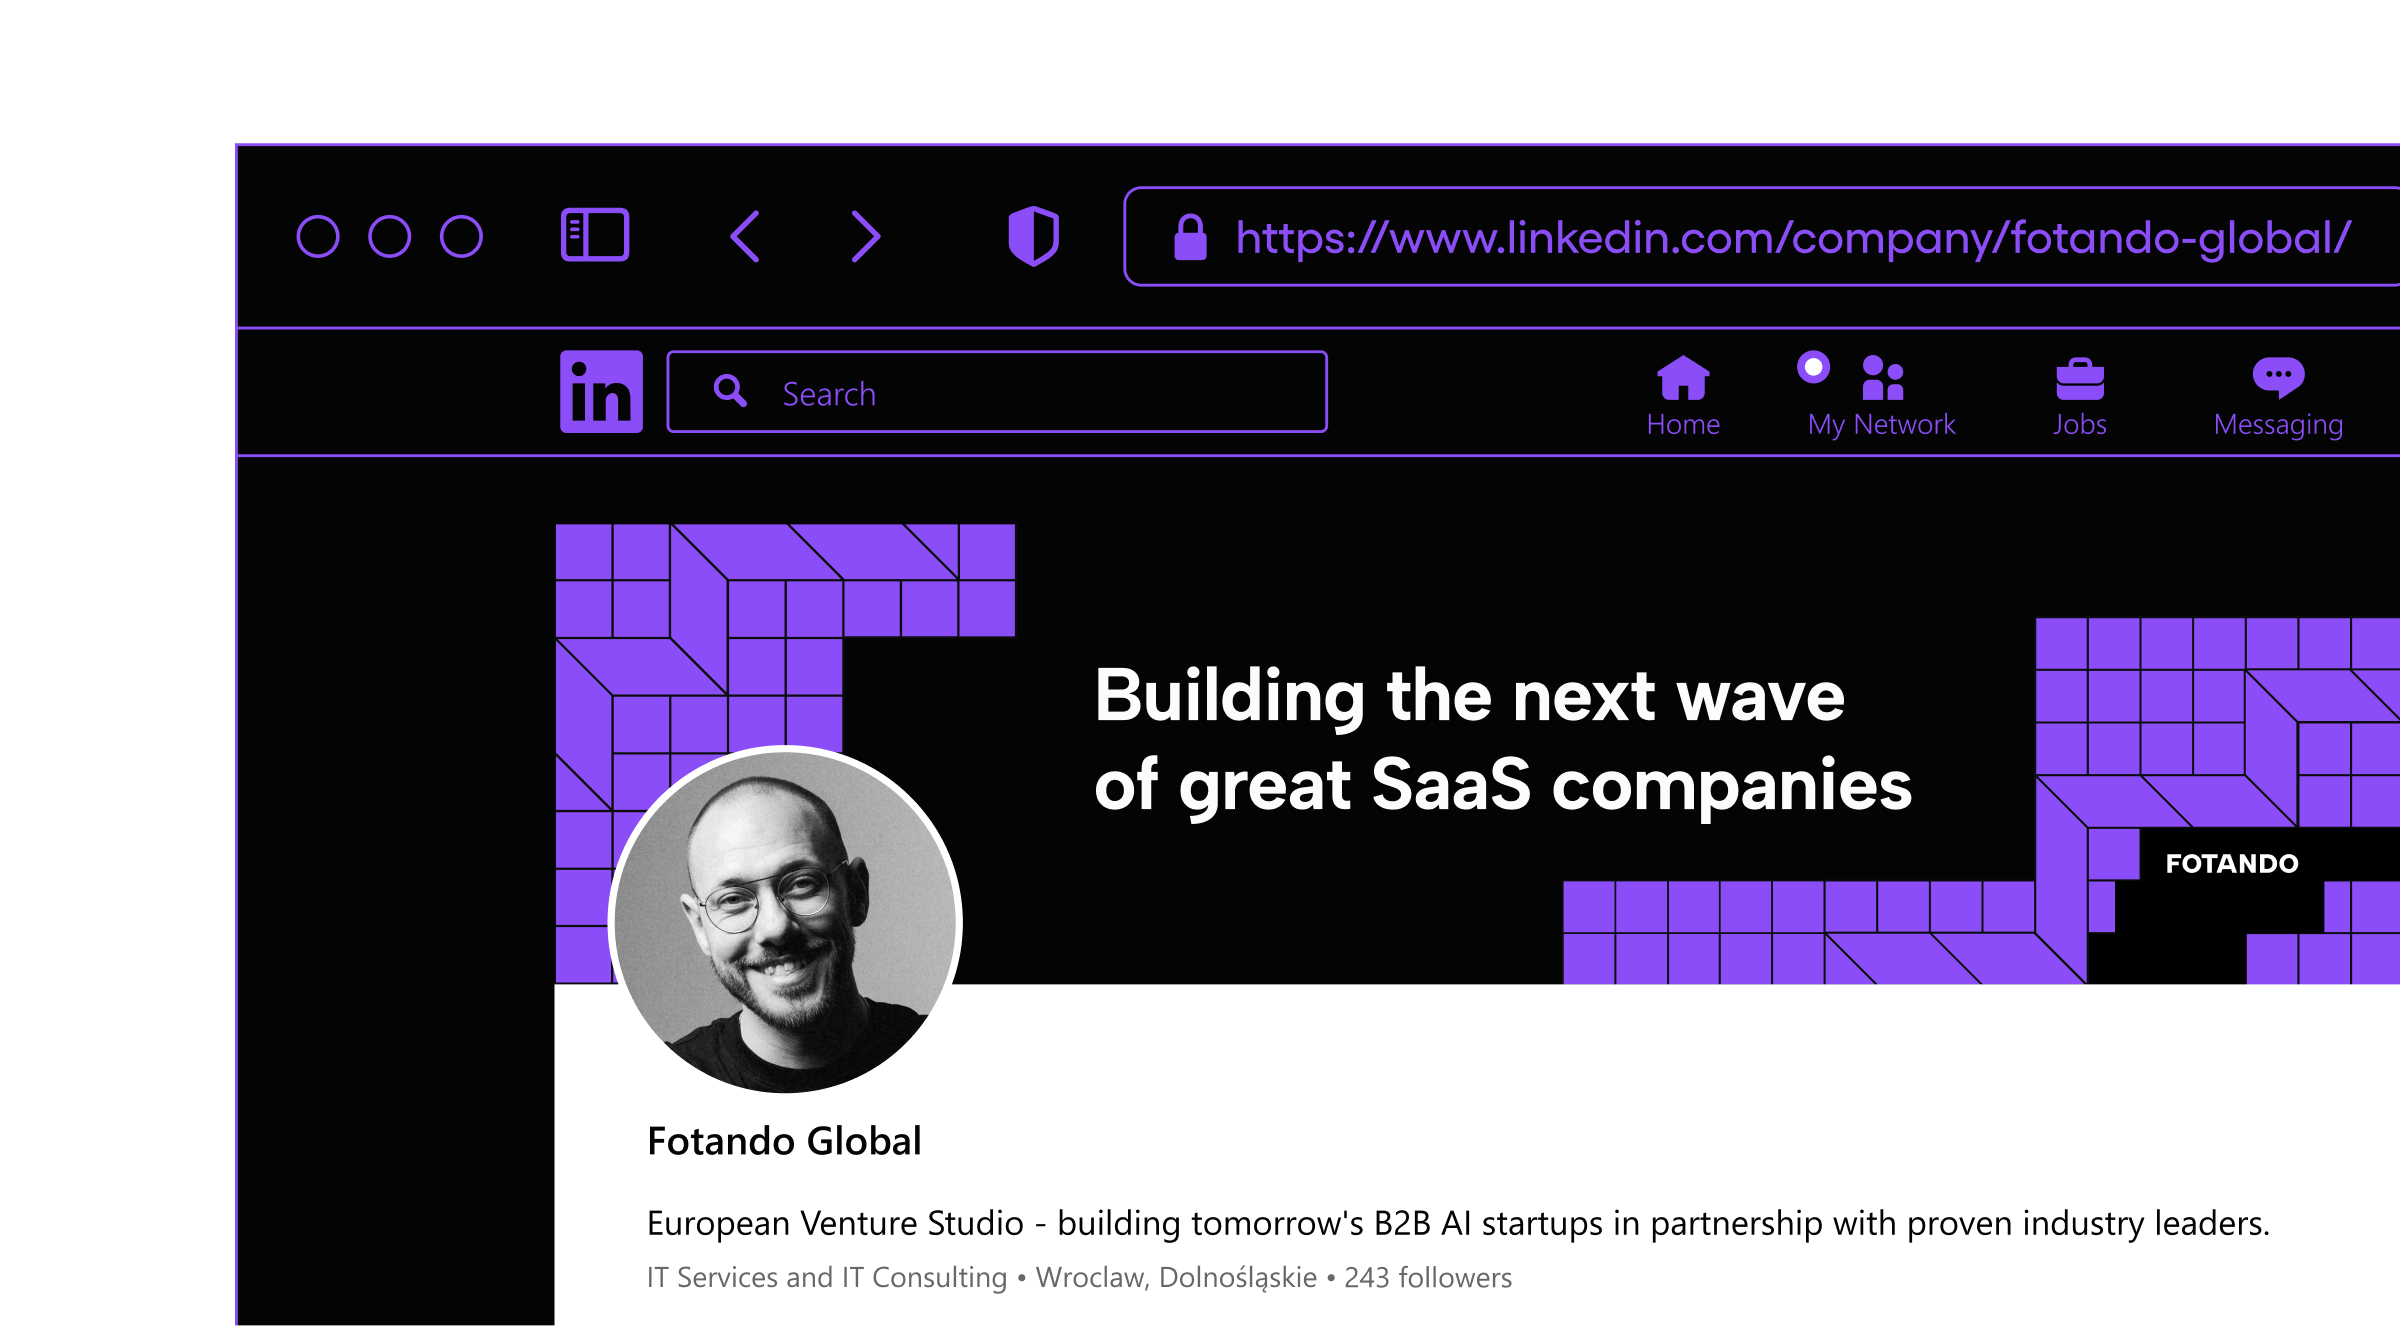 https://www.linkedin.com/company/fotando-global/
in
Search
Home
My Network
Jobs
Messaging
Building the next wave
of great SaaS companies
FOTANDO
Fotando Global
European Venture Studio - building tomorrow's B2B AI startups in partnership with proven industry leaders.
IT Services and IT Consulting • Wroclaw, Dolnośląskie • 243 followers